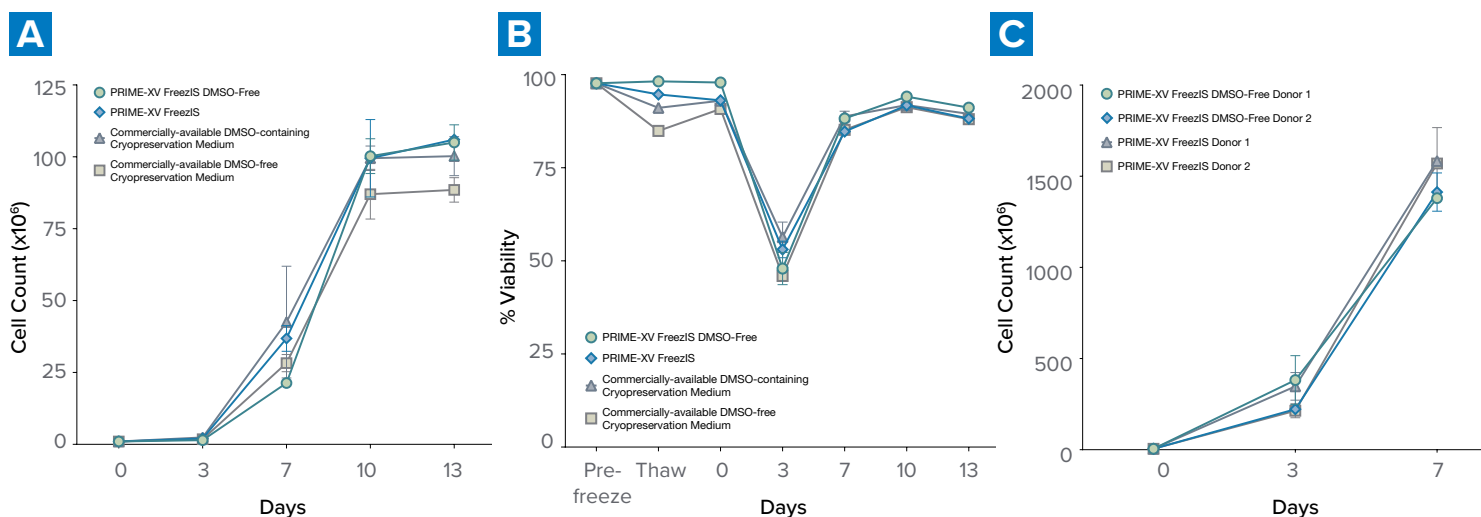 A
Cell Count (x10⁶)
125
100
75
50
25
0
PRIME-XV FreezIS DMSO-Free
PRIME-XV FreezIS
Commercially-available DMSO-containing
Cryopreservation Medium
Commercially-available DMSO-free
Cryopreservation Medium
0 3 7 10 13
Days
B
% Viability
100
75
50
25
0
PRIME-XV FreezIS DMSO-Free
PRIME-XV FreezIS
Commercially-available DMSO-containing
Cryopreservation Medium
Commercially-available DMSO-free
Cryopreservation Medium
Pre- Thaw 0 3 7 10 13
freeze
Days
C
Cell Count (x10⁶)
2000
1500
1000
500
0
PRIME-XV FreezIS DMSO-Free Donor 1
PRIME-XV FreezIS DMSO-Free Donor 2
PRIME-XV FreezIS Donor 1
PRIME-XV FreezIS Donor 2
0 3 7
Days